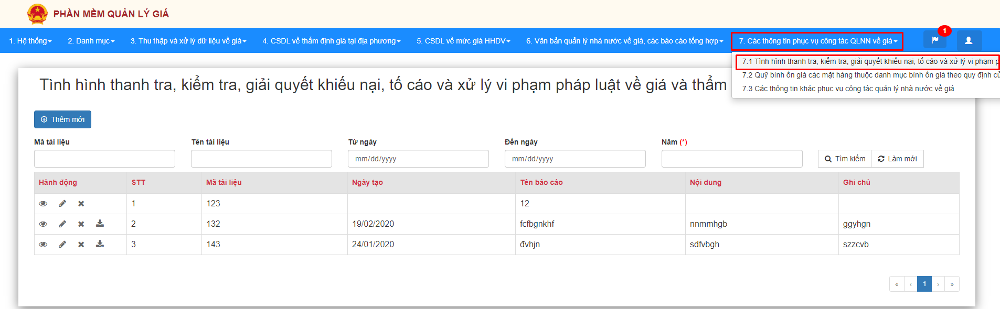 PHẦN MỀM QUẢN LÝ GIÁ
1. Hệ thống 2. Danh mục 3. Thu thập và xử lý dữ liệu về giá 4. CSDL về thẩm định giá tại địa phương 5. CSDL về mức giá HHDV 6. Văn bản quản lý nhà nước về giá, các báo cáo tổng hợp 7. Các thông tin phục vụ công tác QLNN về giá 1
7.1 Tình hình thanh tra, kiểm tra, giải quyết khiếu nại, tố cáo và xử lý vi phạm p
7.2 Quỹ bình ổn giá các mặt hàng thuộc danh mục bình ổn giá theo quy định củ
7.3 Các thông tin khác phục vụ công tác quản lý nhà nước về giá
Tình hình thanh tra, kiểm tra, giải quyết khiếu nại, tố cáo và xử lý vi phạm pháp luật về giá và thẩm
Thêm mới
Mã tài liệu Tên tài liệu Từ ngày Đến ngày Năm (*)
mm/dd/yyyy mm/dd/yyyy Tìm kiếm Làm mới
Hành động STT Mã tài liệu Ngày tạo Tên báo cáo Nội dung Ghi chú
1 123 12
2 132 19/02/2020 fcfbgnkhf nnmmhgb ggyhgn
3 143 24/01/2020 đvhjn sdfvbgh szzcvb
« ‹ 1 › »